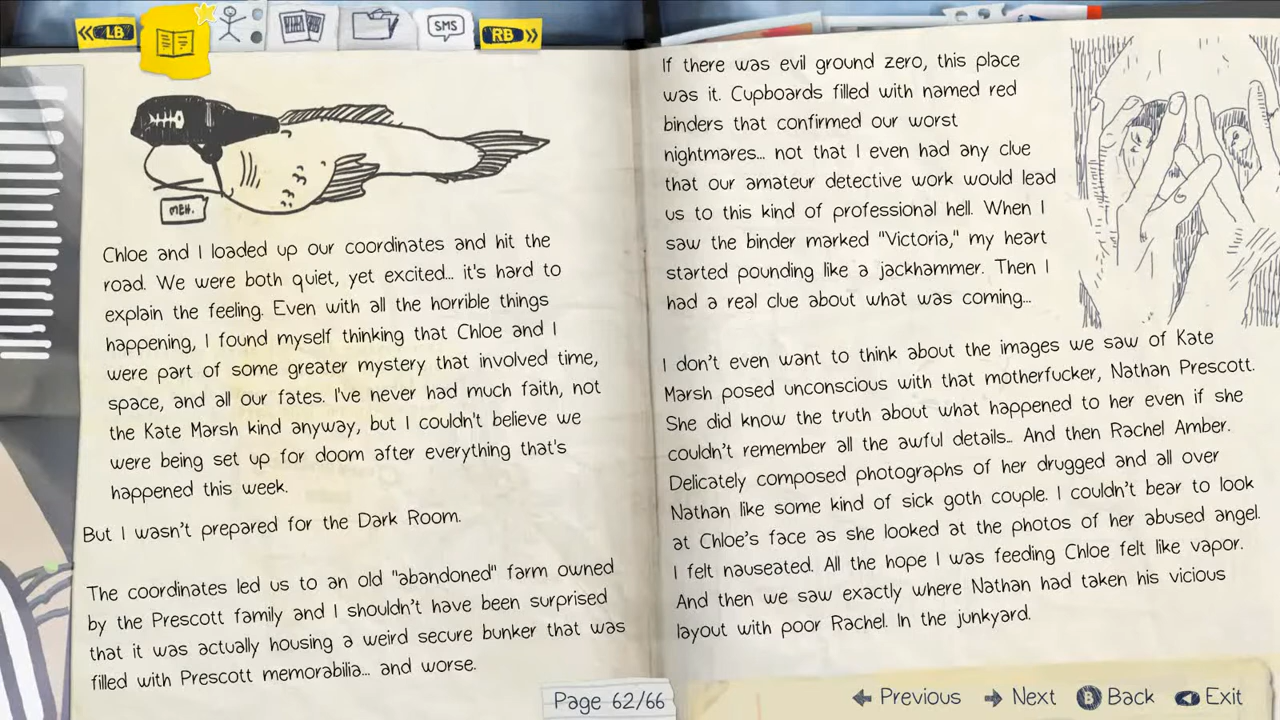 LB
SMS
RB
MEH.
Chloe and I loaded up our coordinates and hit the
road. We were both quiet, yet excited... it's hard to
explain the feeling. Even with all the horrible things
happening, I found myself thinking that Chloe and I
were part of some greater mystery that involved time,
space, and all our fates. I've never had much faith, not
the Kate Marsh kind anyway, but I couldn't believe we
were being set up for doom after everything that's
happened this week.
But I wasn't prepared for the Dark Room.
The coordinates led us to an old "abandoned" farm owned
by the Prescott family and I shouldn't have been surprised
that it was actually housing a weird secure bunker that was
filled with Prescott memorabilia... and worse.
If there was evil ground zero, this place
was it. Cupboards filled with named red
binders that confirmed our worst
nightmares... not that I even had any clue
that our amateur detective work would lead
us to this kind of professional hell. When I
saw the binder marked "Victoria," my heart
started pounding like a jackhammer. Then I
had a real clue about what was coming...
I don't even want to think about the images we saw of Kate
Marsh posed unconscious with that motherfucker, Nathan Prescott.
She did know the truth about what happened to her even if she
couldn't remember all the awful details... And then Rachel Amber.
Delicately composed photographs of her drugged and all over
Nathan like some kind of sick goth couple. I couldn't bear to look
at Chloe's face as she looked at the photos of her abused angel.
I felt nauseated. All the hope I was feeding Chloe felt like vapor.
And then we saw exactly where Nathan had taken his vicious
layout with poor Rachel. In the junkyard.
Page 62/66
Previous
Next
B Back
Exit